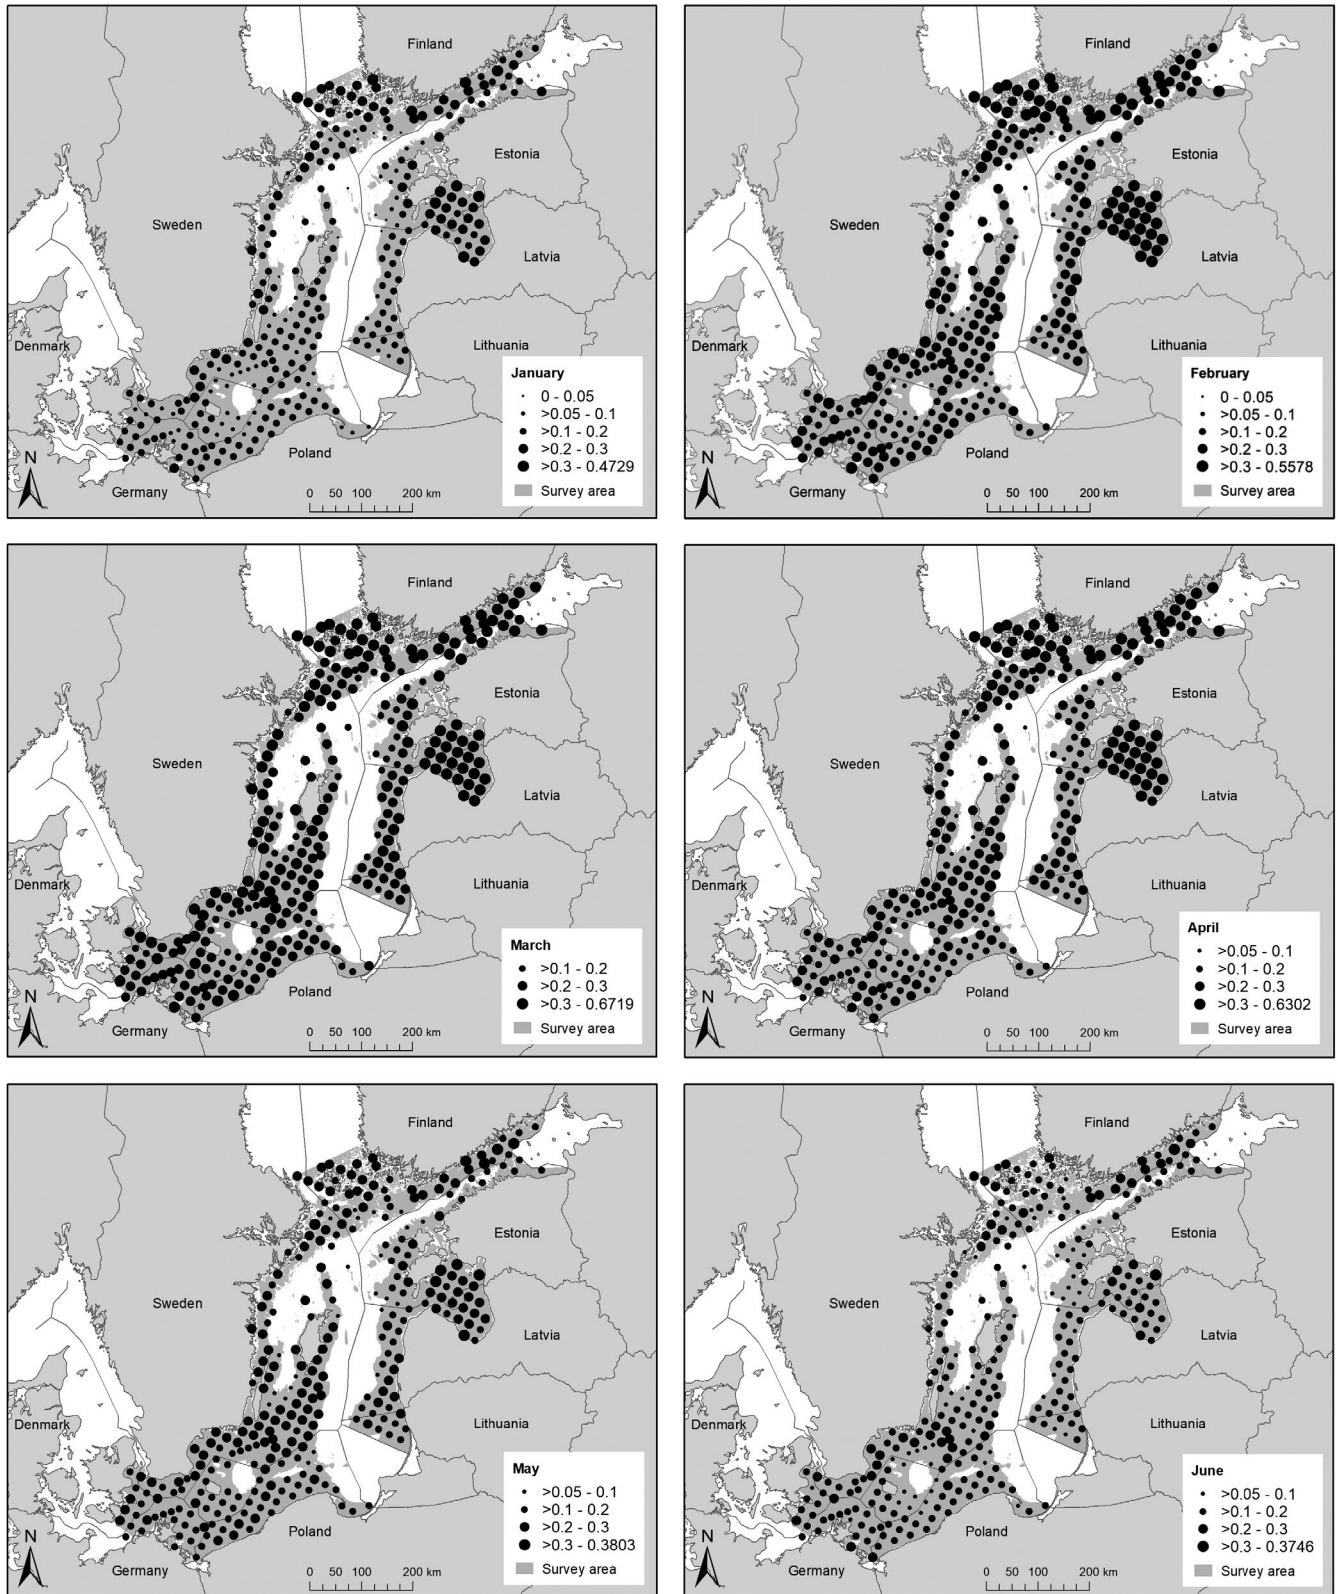 Finland
Estonia
Sweden
Latvia
Denmark
Lithuania
January
0 - 0.05
>0.05 - 0.1
>0.1 - 0.2
>0.2 - 0.3
>0.3 - 0.4729
Survey area
N
Poland
Germany
0 50 100 200 km
Finland
Estonia
Sweden
Latvia
Denmark
Lithuania
February
0 - 0.05
>0.05 - 0.1
>0.1 - 0.2
>0.2 - 0.3
>0.3 - 0.5578
Survey area
N
Poland
Germany
0 50 100 200 km
Finland
Estonia
Sweden
Latvia
Denmark
Lithuania
March
>0.1 - 0.2
>0.2 - 0.3
>0.3 - 0.6719
Survey area
N
Poland
Germany
0 50 100 200 km
Finland
Estonia
Sweden
Latvia
Denmark
Lithuania
April
>0.05 - 0.1
>0.1 - 0.2
>0.2 - 0.3
>0.3 - 0.6302
Survey area
N
Poland
Germany
0 50 100 200 km
Finland
Estonia
Sweden
Latvia
Denmark
Lithuania
May
>0.05 - 0.1
>0.1 - 0.2
>0.2 - 0.3
>0.3 - 0.3803
Survey area
N
Poland
Germany
0 50 100 200 km
Finland
Estonia
Sweden
Latvia
Denmark
Lithuania
June
>0.05 - 0.1
>0.1 - 0.2
>0.2 - 0.3
>0.3 - 0.3746
Survey area
N
Poland
Germany
0 50 100 200 km